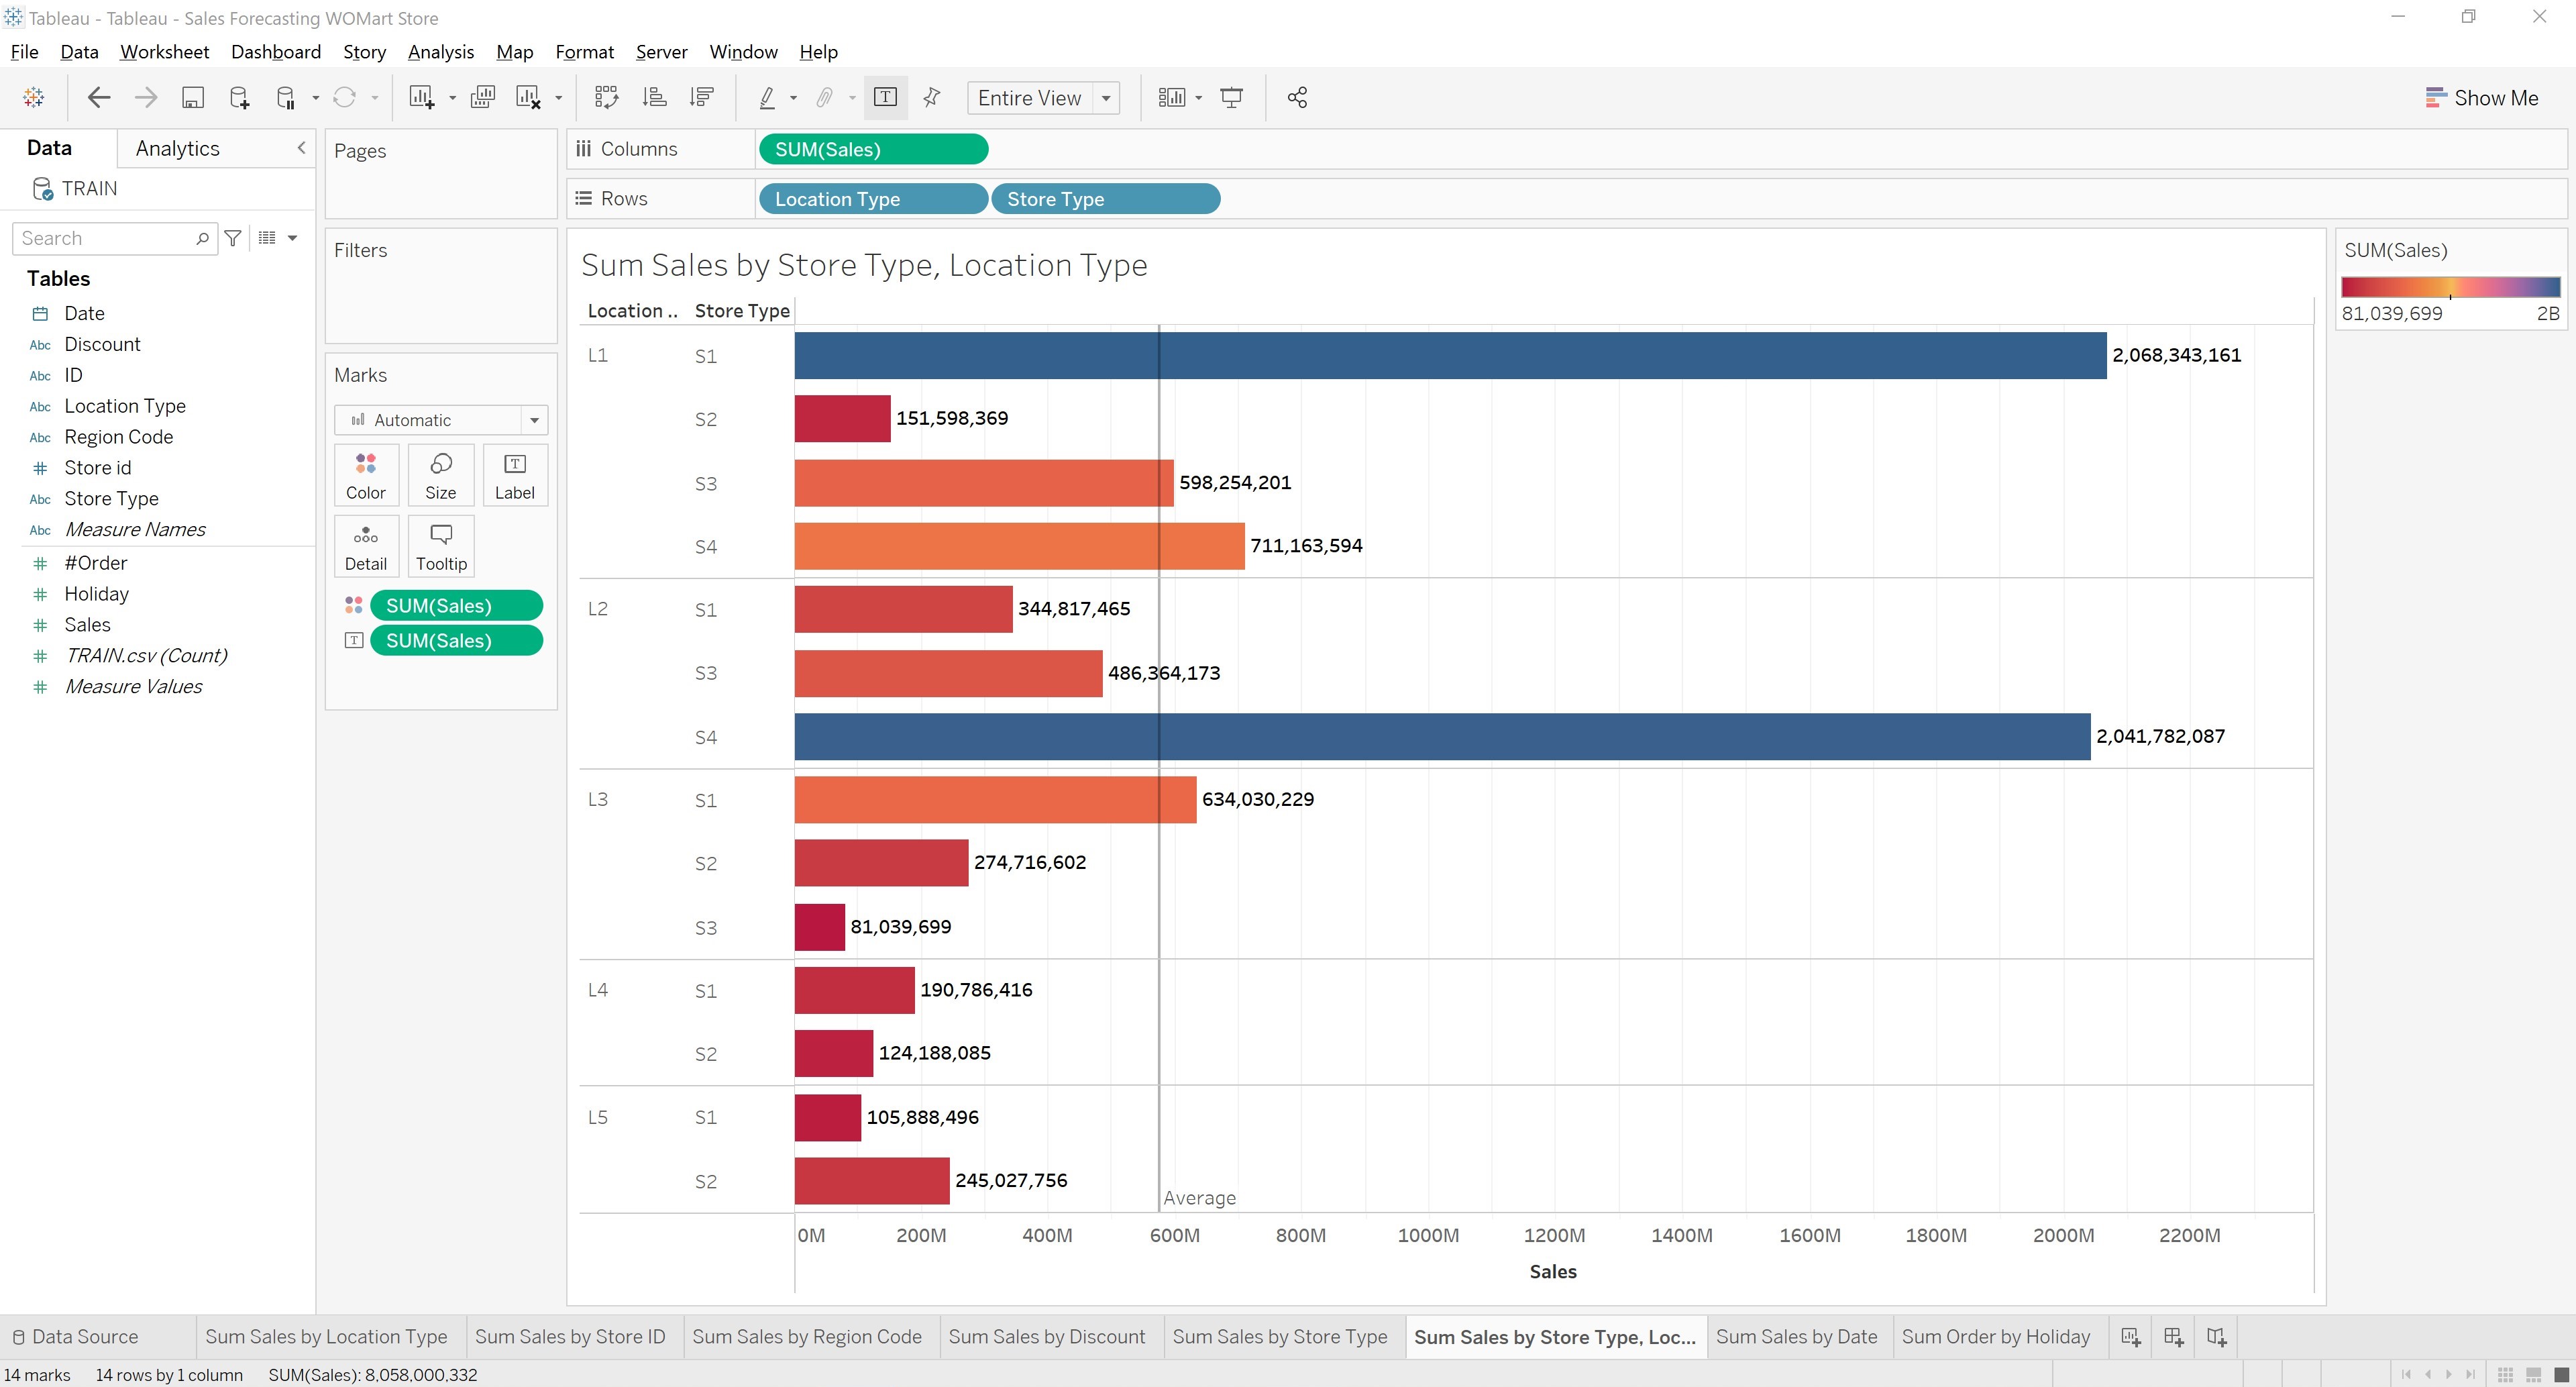 Tableau - Tableau - Sales Forecasting WOMart Store
File Data Worksheet Dashboard Story Analysis Map Format Server Window Help
Entire View
Show Me
Data Analytics
TRAIN
Search
Tables
Date
Abc Discount
Abc ID
Abc Location Type
Abc Region Code
# Store id
Abc Store Type
Abc Measure Names
# #Order
# Holiday
# Sales
# TRAIN.csv (Count)
# Measure Values
Pages
Filters
Marks
Automatic
Color Size Label
Detail Tooltip
SUM(Sales)
SUM(Sales)
Columns SUM(Sales)
Rows Location Type Store Type
Sum Sales by Store Type, Location Type
Location .. Store Type
L1 S1 2,068,343,161
S2 151,598,369
S3 598,254,201
S4 711,163,594
L2 S1 344,817,465
S3 486,364,173
S4 2,041,782,087
L3 S1 634,030,229
S2 274,716,602
S3 81,039,699
L4 S1 190,786,416
S2 124,188,085
L5 S1 105,888,496
S2 245,027,756
Average
0M 200M 400M 600M 800M 1000M 1200M 1400M 1600M 1800M 2000M 2200M
Sales
SUM(Sales)
81,039,699 2B
Data Source Sum Sales by Location Type Sum Sales by Store ID Sum Sales by Region Code Sum Sales by Discount Sum Sales by Store Type Sum Sales by Store Type, Loc... Sum Sales by Date Sum Order by Holiday
14 marks 14 rows by 1 column SUM(Sales): 8,058,000,332